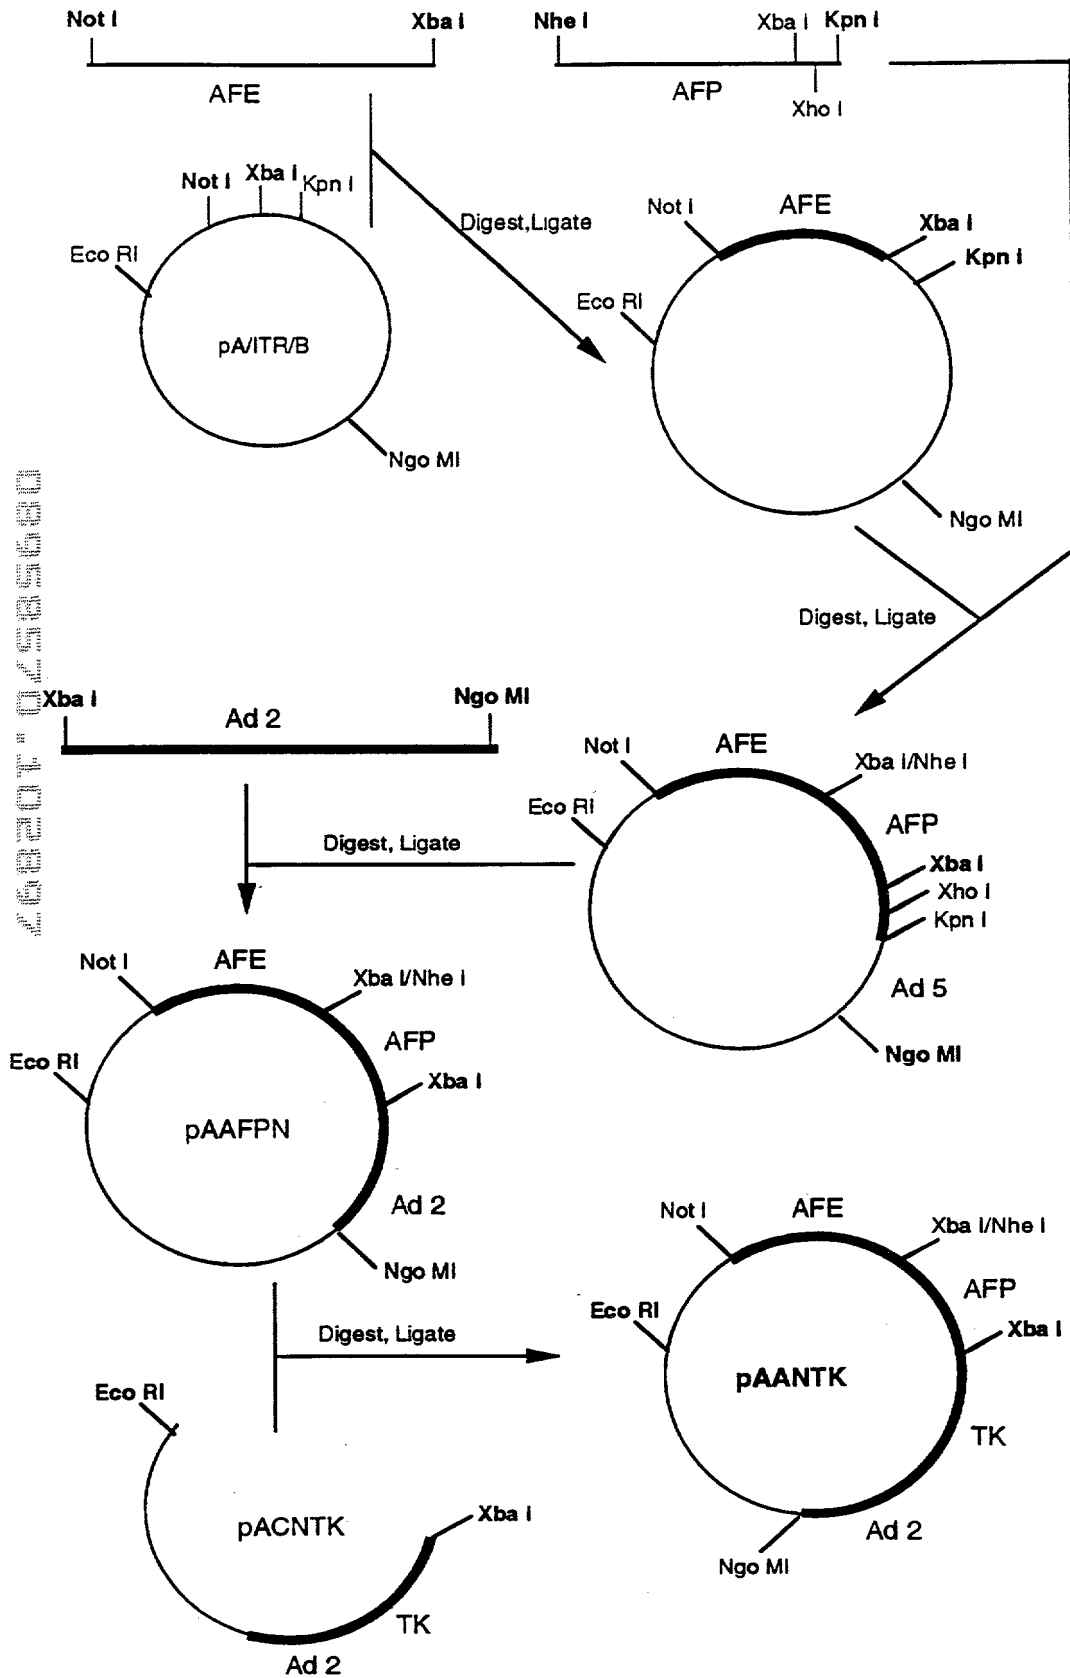 Not I
Xba I
Nhe I
Xba I
Kpn I
AFE
AFP
Xho I
Not I
Xba I
Kpn I
Eco RI
pA/ITR/B
Ngo MI
Digest,Ligate
Not I
AFE
Xba I
Kpn I
Eco RI
Ngo MI
Digest, Ligate
Xba I
Ad 2
Ngo MI
Not I
AFE
Xba I/Nhe I
Eco RI
AFP
Digest, Ligate
Xba I
Xho I
Kpn I
Ad 5
Ngo MI
Not I
AFE
Xba I/Nhe I
AFP
Eco RI
Xba I
pAAFPN
Ad 2
Ngo MI
Digest, Ligate
Not I
AFE
Xba I/Nhe I
AFP
Eco RI
Xba I
pAANTK
TK
Ad 2
Ngo MI
Eco RI
pACNTK
Xba I
TK
Ad 2